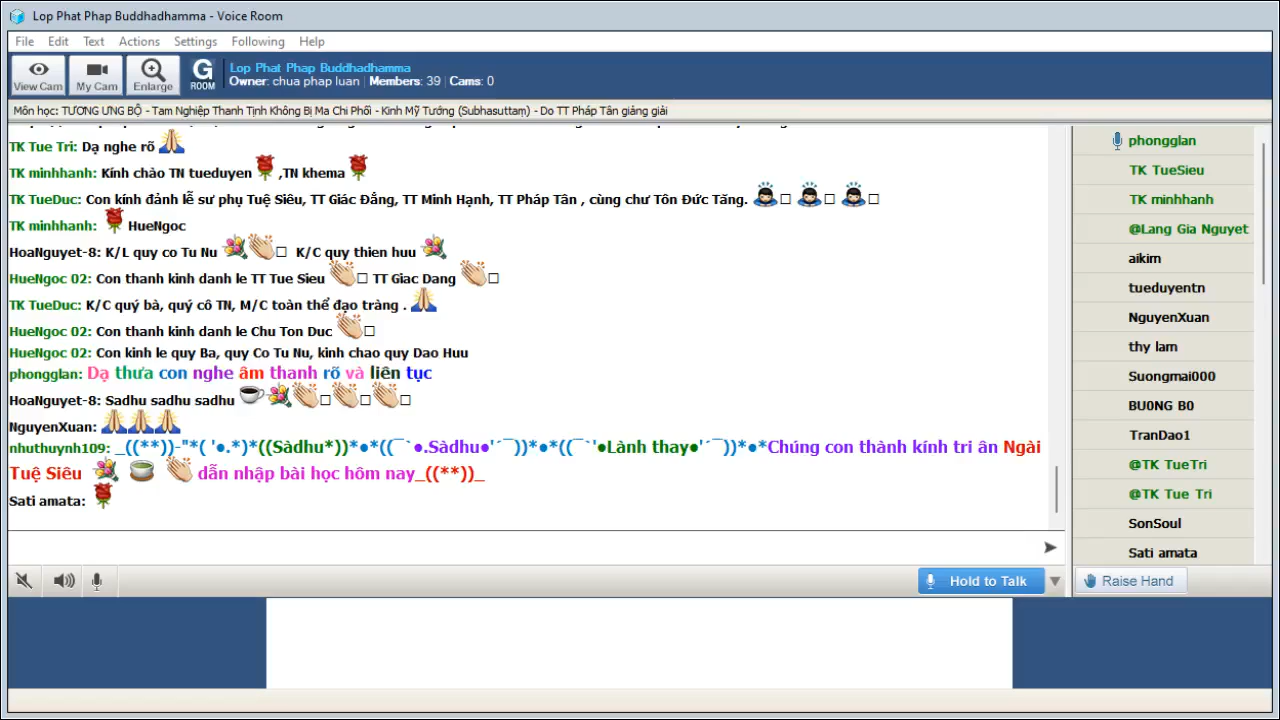 Lop Phat Phap Buddhadhamma - Voice Room
File Edit Text Actions Settings Following Help
View Cam My Cam Enlarge G ROOM
Lop Phat Phap Buddhadhamma
Owner: chua phap luan | Members: 39 | Cams: 0
Môn học: TƯƠNG ƯNG BỘ - Tam Nghiệp Thanh Tịnh Không Bị Ma Chi Phối - Kinh Mỹ Tướng (Subhasuttaṃ) - Do TT Pháp Tân giảng giải
TK Tue Tri: Dạ nghe rõ
TK minhhanh: Kính chào TN tueduyen ,TN khema
TK TueDuc: Con kính đảnh lễ sư phụ Tuệ Siêu, TT Giác Đẳng, TT Minh Hạnh, TT Pháp Tân , cùng chư Tôn Đức Tăng.
TK minhhanh: HueNgoc
HoaNguyet-8: K/L quy co Tu Nu K/C quy thien huu
HueNgoc 02: Con thanh kinh danh le TT Tue Sieu TT Giac Dang
TK TueDuc: K/C quý bà, quý cô TN, M/C toàn thể đạo tràng .
HueNgoc 02: Con thanh kinh danh le Chu Ton Duc
HueNgoc 02: Con kinh le quy Ba, quy Co Tu Nu, kinh chao quy Dao Huu
phongglan: Dạ thưa con nghe âm thanh rõ và liên tục
HoaNguyet-8: Sadhu sadhu sadhu
NguyenXuan:
nhuthuynh109: _((**))-"*( '●.*)*((Sàdhu*))*●*((¯`●.Sàdhu●'´¯))*●*((¯`'●Lành thay●'´¯))*●*Chúng con thành kính tri ân Ngài
Tuệ Siêu dẫn nhập bài học hôm nay_((**))_
Sati amata:
phongglan
TK TueSieu
TK minhhanh
@Lang Gia Nguyet
aikim
tueduyentn
NguyenXuan
thy lam
Suongmai000
BU0NG B0
TranDao1
@TK TueTri
@TK Tue Tri
SonSoul
Sati amata
Hold to Talk
Raise Hand